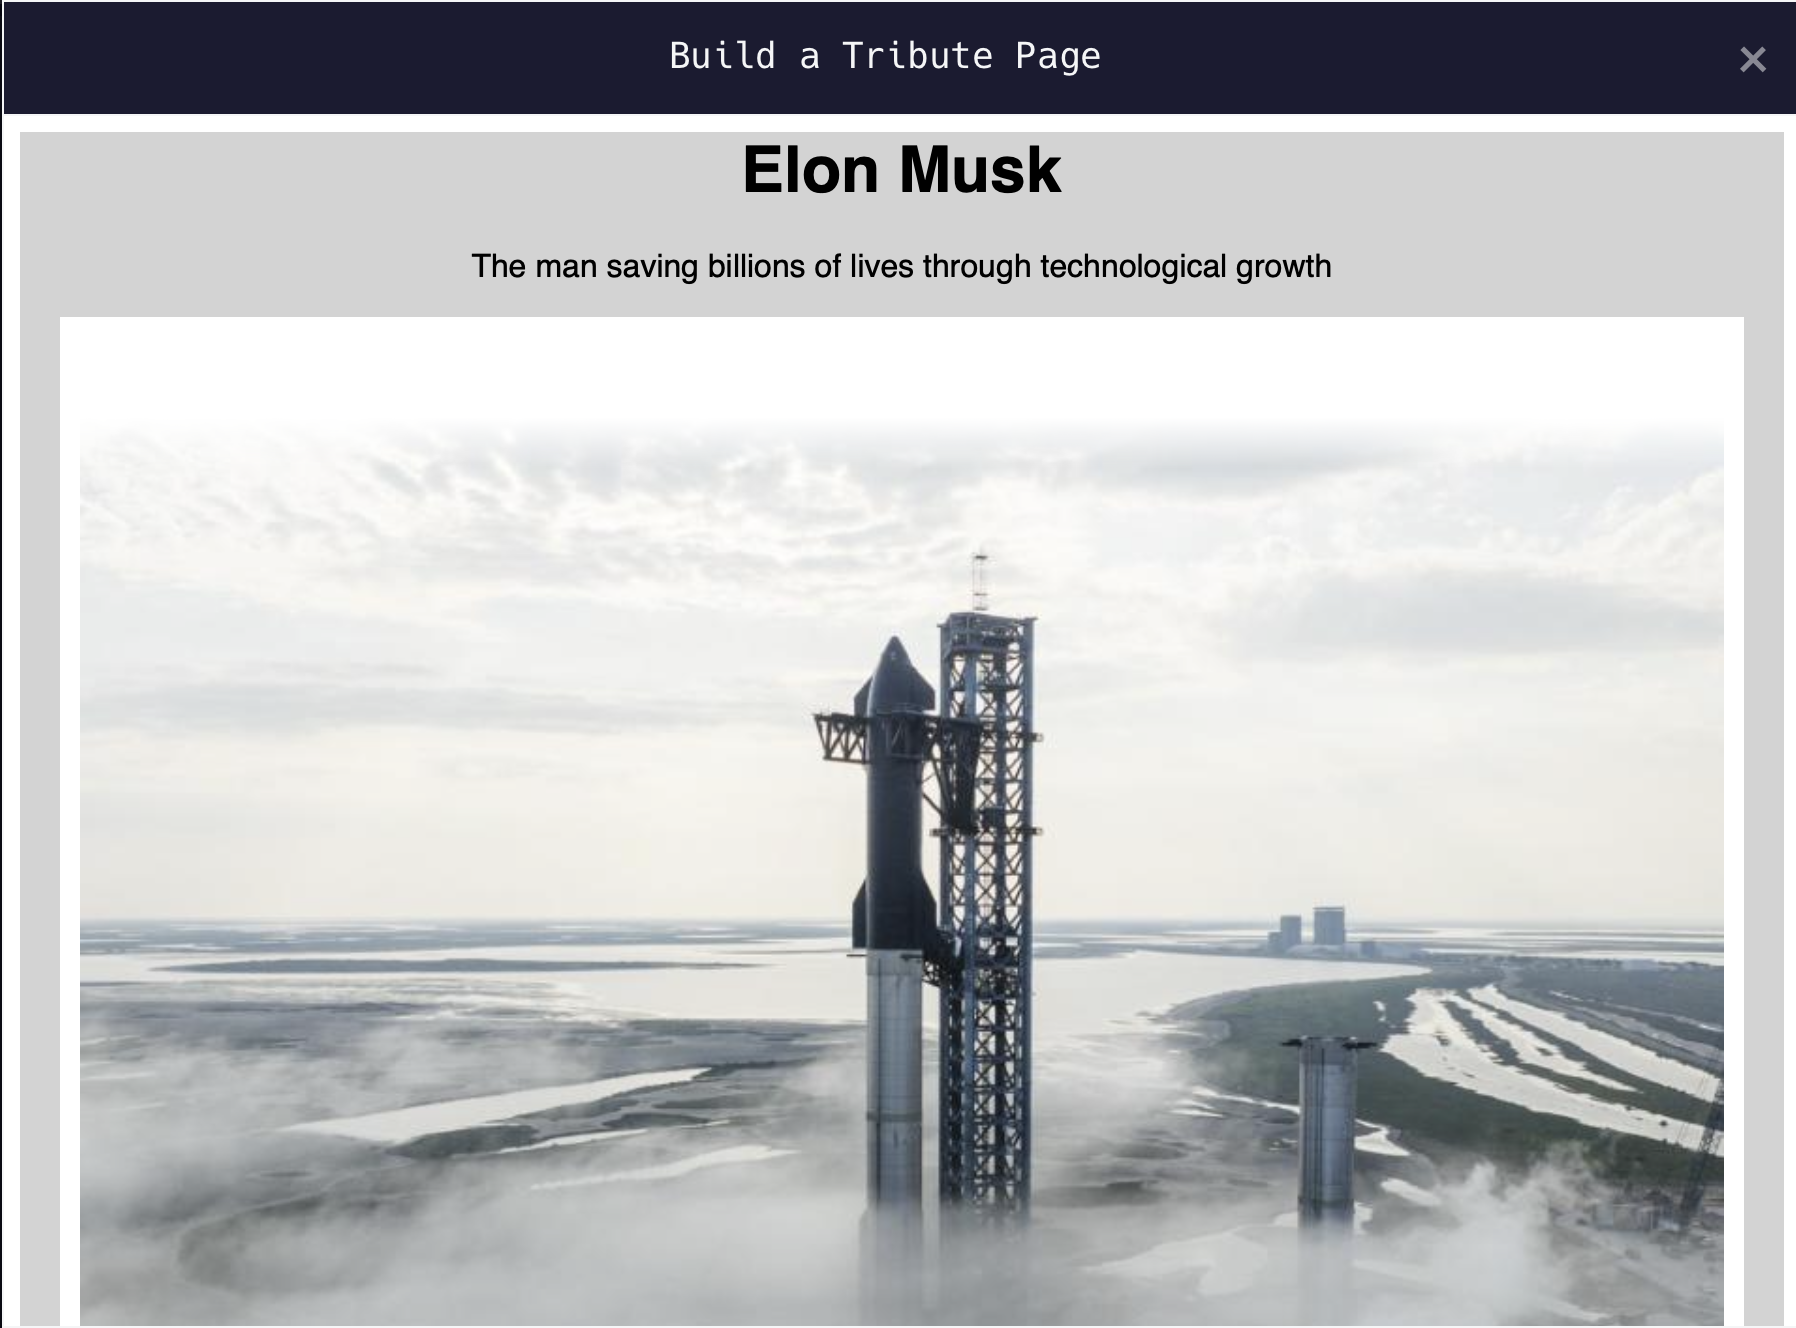 Build a Tribute Page
Elon Musk
The man saving billions of lives through technological growth